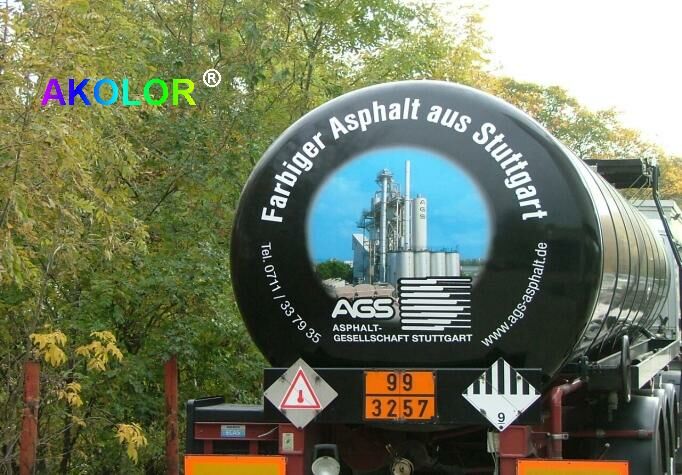 AKOLOR®
Farbiger Asphalt aus Stuttgart
AGS
Tel. 0711 / 33 79 35
www.ags-asphalt.de
AGS
ASPHALT-
GESELLSCHAFT STUTTGART
99
3257
9